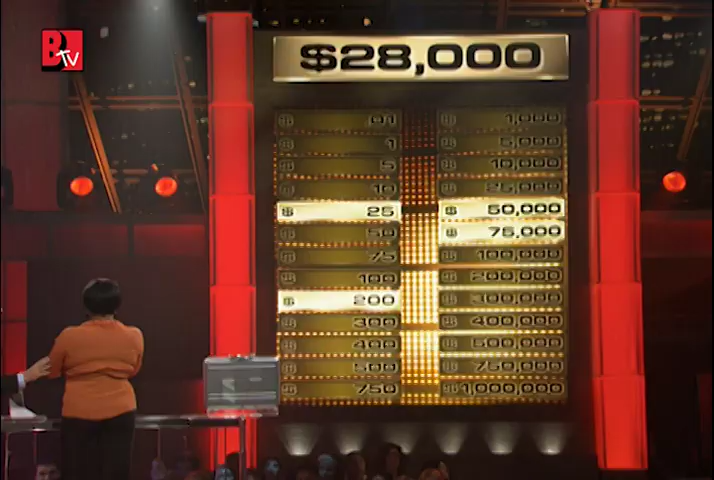 BTV
$28,000
$ .01 $ 1,000
$ 1 $ 5,000
$ 5 $ 10,000
$ 10 $ 25,000
$ 25 $ 50,000
$ 50 $ 75,000
$ 75 $ 100,000
$ 100 $ 200,000
$ 200 $ 300,000
$ 300 $ 400,000
$ 400 $ 500,000
$ 500 $ 750,000
$ 750 $1,000,000